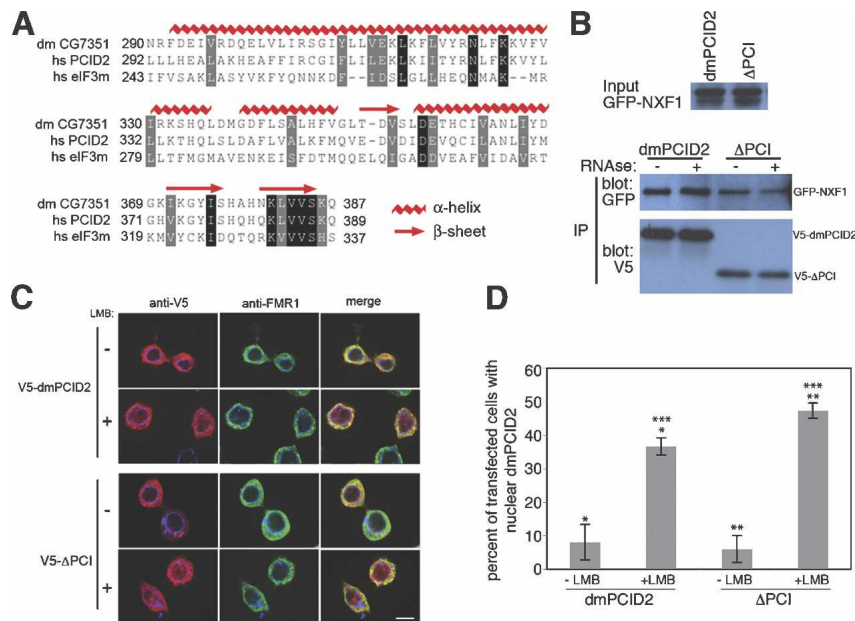 A
dm CG7351 290 NRFDEIVRDQELVLIRSGIYLLVEKLKFLVYRNLFKKVFV
hs PCID2 292 LLLHEALAKHEAFFIRCGIFLILEKLKIITYRNLFKKVYL
hs eIF3m 243 IFVSAKLASYVKFYQNNKDF-IDSLGLLHEQNMAK--MR
dm CG7351 330 IRKSHQLDMGDFLSALHFVGLT-DVSLDETHCIVANLIYD
hs PCID2 332 LLKTHQLSLDAFLVALKFMQVEDVDIDEVQCILANLIYM
hs eIF3m 279 LLTFMGMAVENKEISFDTMQQELQIGADDVEAFVIDAVRT
dm CG7351 369 GKIKGYISHAHNKLVVSKQ 387
hs PCID2 371 GHVKGYISHQHQKLVVSKQ 389
hs eIF3m 319 KMVYCKIDQTQRKVVVSHS 337
α-helix
β-sheet
B
dmPCID2
ΔPCI
Input
GFP-NXF1
dmPCID2 ΔPCI
RNAse: - + - +
IP
blot:
GFP
GFP-NXF1
blot:
V5
V5-dmPCID2
V5-ΔPCI
C
anti-V5 anti-FMR1 merge
LMB:
-
V5-dmPCID2
+
-
V5-ΔPCI
+
D
percent of transfected cells with
nuclear dmPCID2
60
50
40
30
20
10
0
*
***
*
**
***
**
- LMB +LMB - LMB +LMB
dmPCID2 ΔPCI